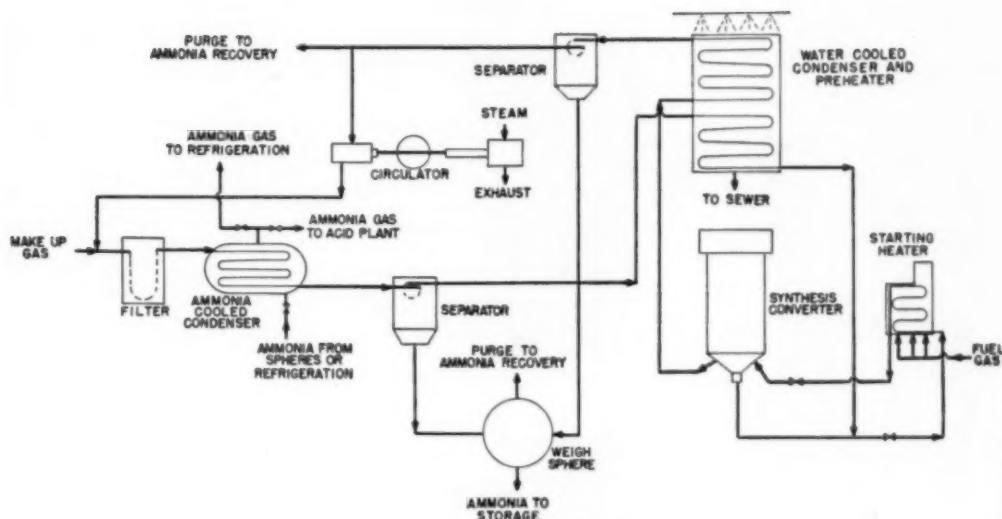 PURGE TO
AMMONIA RECOVERY
SEPARATOR
WATER COOLED
CONDENSER AND
PREHEATER
STEAM
AMMONIA GAS
TO REFRIGERATION
CIRCULATOR
EXHAUST
TO SEWER
AMMONIA GAS
TO ACID PLANT
MAKE UP
GAS
STARTING
HEATER
FILTER
AMMONIA
COOLED
CONDENSER
SEPARATOR
SYNTHESIS
CONVERTER
AMMONIA FROM
SPHERES OR
REFRIGERATION
PURGE TO
AMMONIA RECOVERY
FUEL
GAS
WEIGH
SPHERE
AMMONIA TO
STORAGE